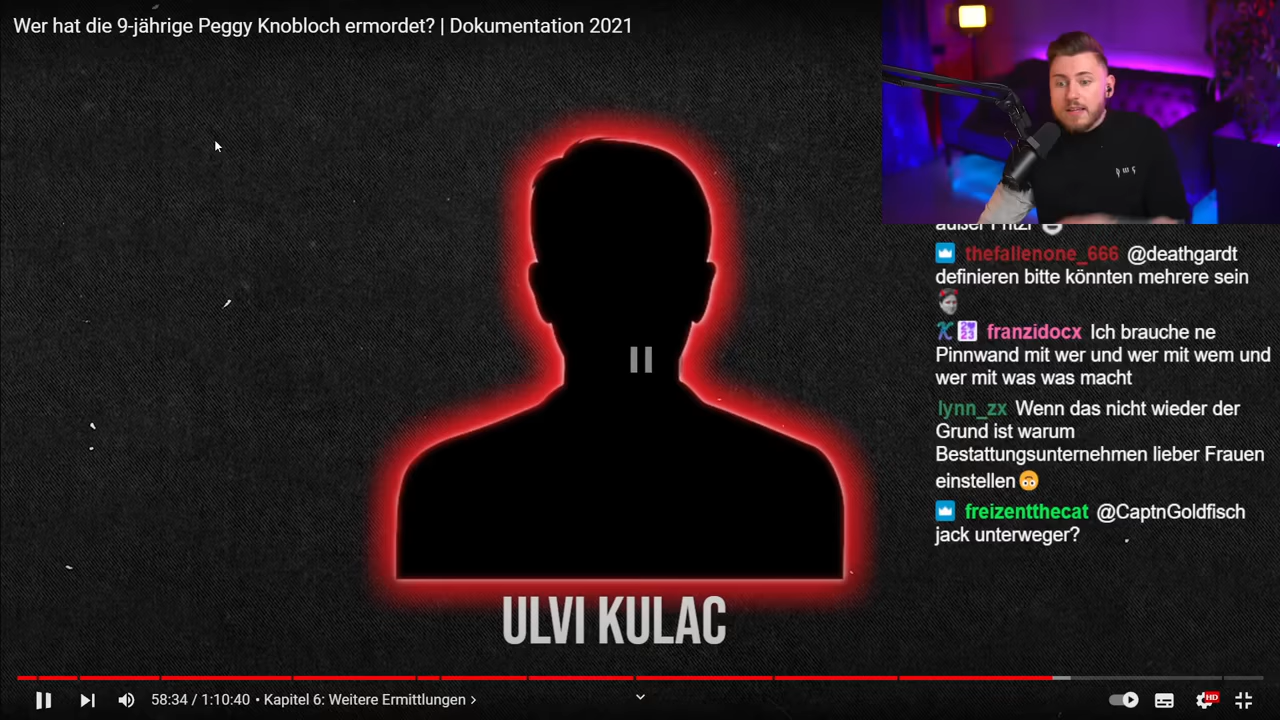 Wer hat die 9-jährige Peggy Knobloch ermordet? | Dokumentation 2021
außer Fritzl
thefallenone_666 @deathgardt
definieren bitte könnten mehrere sein
franzidocx Ich brauche ne
Pinnwand mit wer und wer mit wem und
wer mit was was macht
lynn_zx Wenn das nicht wieder der
Grund ist warum
Bestattungsunternehmen lieber Frauen
einstellen
freizentthecat @CaptnGoldfisch
jack unterweger?
ULVI KULAC
58:34 / 1:10:40 • Kapitel 6: Weitere Ermittlungen
HD